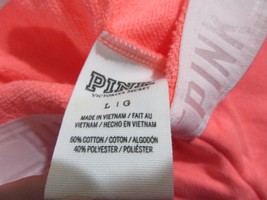 PINK
VICTORIA'S SECRET
L | G
MADE IN VIETNAM / FAIT AU
VIETNAM / HECHO EN VIETNAM
60% COTTON / ALGODÓN
40% POLYESTER / POLIÉSTER
PINK